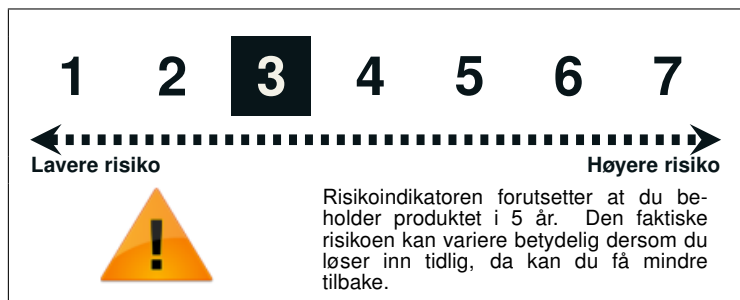 1 2 3 4 5 6 7
Lavere risiko Høyere risiko
!
Risikoindikatoren forutsetter at du be-
holder produktet i 5 år. Den faktiske
risikoen kan variere betydelig dersom du
løser inn tidlig, da kan du få mindre
tilbake.